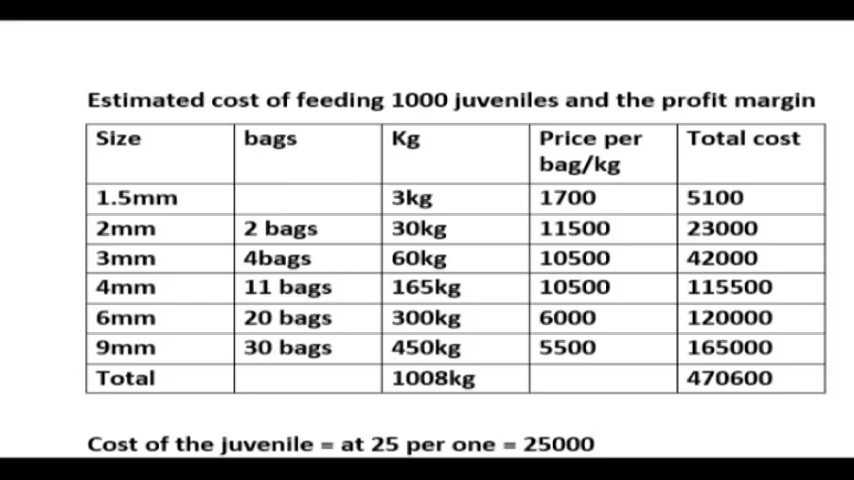 Estimated cost of feeding 1000 juveniles and the profit margin
Size bags Kg Price per bag/kg Total cost
1.5mm 3kg 1700 5100
2mm 2 bags 30kg 11500 23000
3mm 4bags 60kg 10500 42000
4mm 11 bags 165kg 10500 115500
6mm 20 bags 300kg 6000 120000
9mm 30 bags 450kg 5500 165000
Total 1008kg 470600
Cost of the juvenile = at 25 per one = 25000